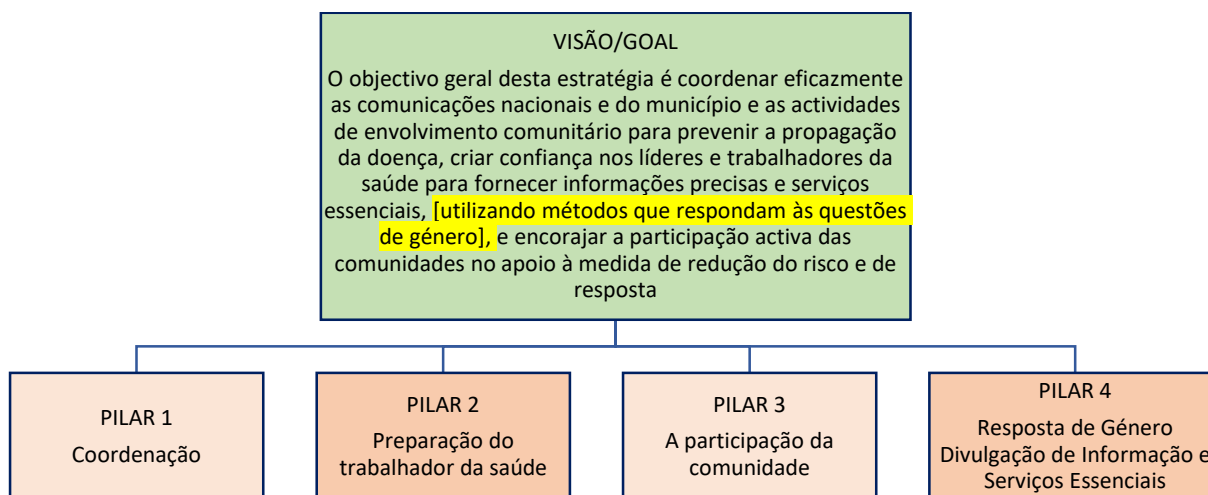 VISÃO/GOAL
O objectivo geral desta estratégia é coordenar eficazmente
as comunicações nacionais e do município e as actividades
de envolvimento comunitário para prevenir a propagação
da doença, criar confiança nos líderes e trabalhadores da
saúde para fornecer informações precisas e serviços
essenciais, [utilizando métodos que respondam às questões
de género], e encorajar a participação activa das
comunidades no apoio à medida de redução do risco e de
resposta
PILAR 1
Coordenação
PILAR 2
Preparação do
trabalhador da saúde
PILAR 3
A participação da
comunidade
PILAR 4
Resposta de Género
Divulgação de Informação e
Serviços Essenciais